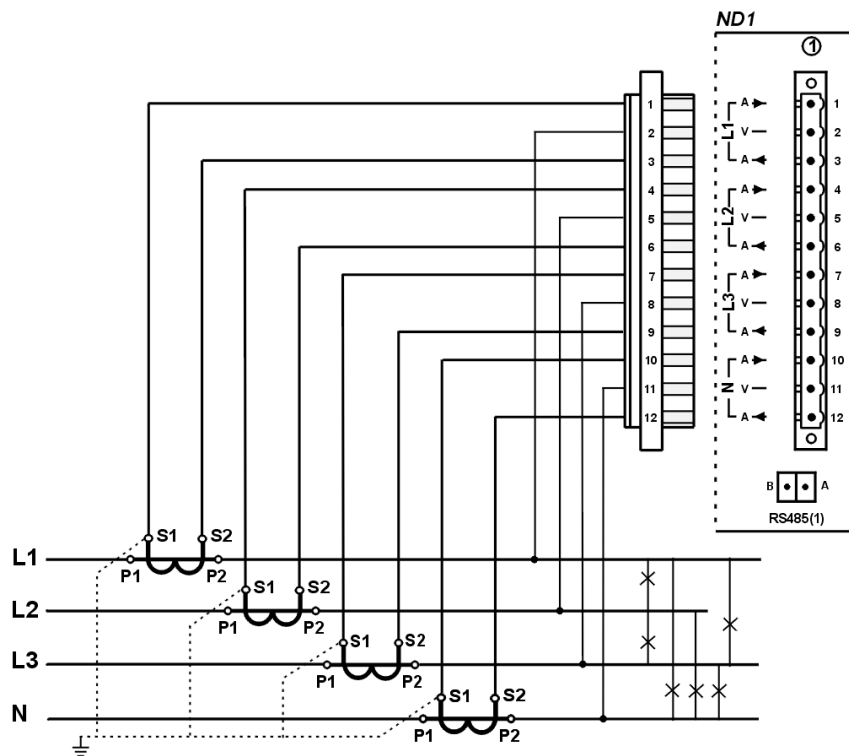 ND1
1
1 A 1
2 L1 V 2
3 A 3
4 A 4
5 L2 V 5
6 A 6
7 A 7
8 L3 V 8
9 A 9
10 A 10
11 N V 11
12 A 12
B A
RS485(1)
S1 S2
L1 P1 P2
S1 S2
L2 P1 P2
S1 S2
L3 P1 P2
S1 S2
N P1 P2